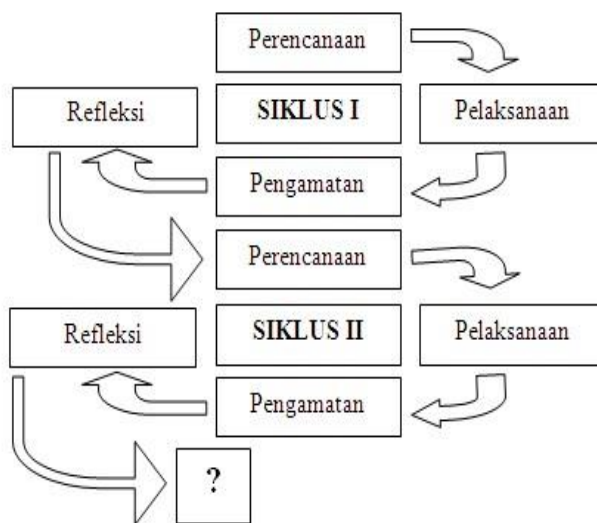 Perencanaan
Refleksi
SIKLUS I
Pelaksanaan
Pengamatan
Perencanaan
Refleksi
SIKLUS II
Pelaksanaan
Pengamatan
?